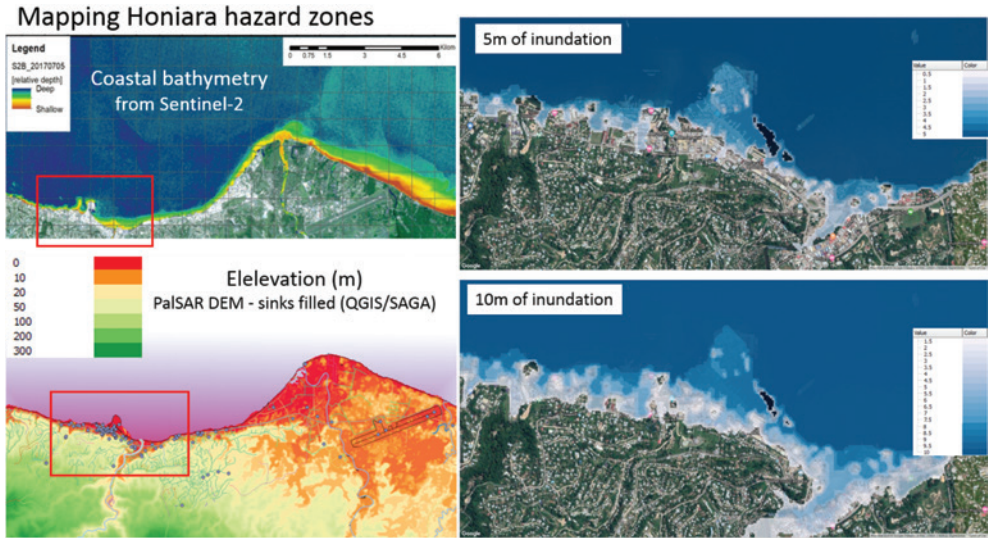 Mapping Honiara hazard zones
Legend
S2B_20170705
[relative depth]
Deep
Shallow
0 0.75 1.5 3 4.5 6
Coastal bathymetry
from Sentinel-2
0
10
20
50
100
200
300
Elelevation (m)
PalSAR DEM - sinks filled (QGIS/SAGA)
5m of inundation
Value Color
0.5
1
1.5
2
2.5
3
3.5
4
4.5
5
Google
10m of inundation
Value Color
1.5
2
2.5
3
3.5
4
4.5
5
5.5
6
6.5
7
7.5
8
8.5
9
9.5
10
Google